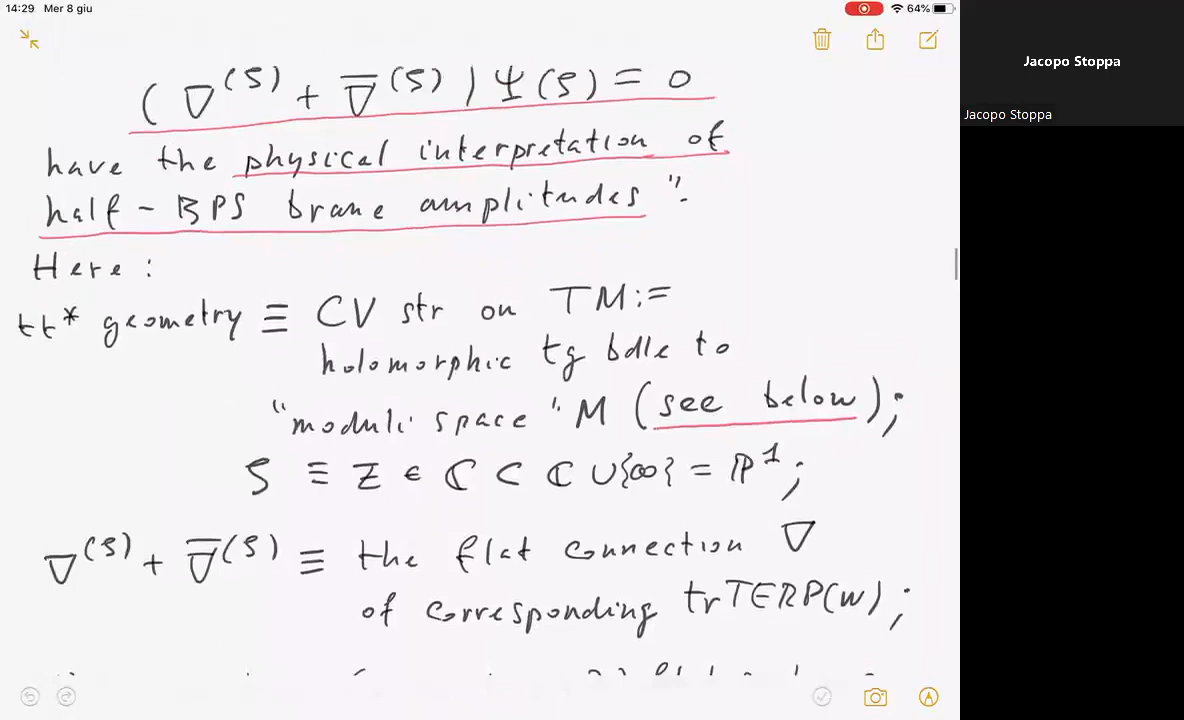 14:29 Mer 8 giu
64%
(∇^(ζ) + ∇̅^(ζ)) Ψ(ζ) = 0
have the physical interpretation of
half-BPS brane amplitudes".
Here:
tt* geometry ≡ CV str on TM:=
holomorphic tg bdle to
"moduli space" M (see below);
ζ ≡ z ∈ ℂ ⊂ ℂ ∪{∞} = ℙ¹;
∇^(ζ) + ∇̅^(ζ) ≡ the flat connection ∇
of corresponding trTERP(w);
Jacopo Stoppa
Jacopo Stoppa